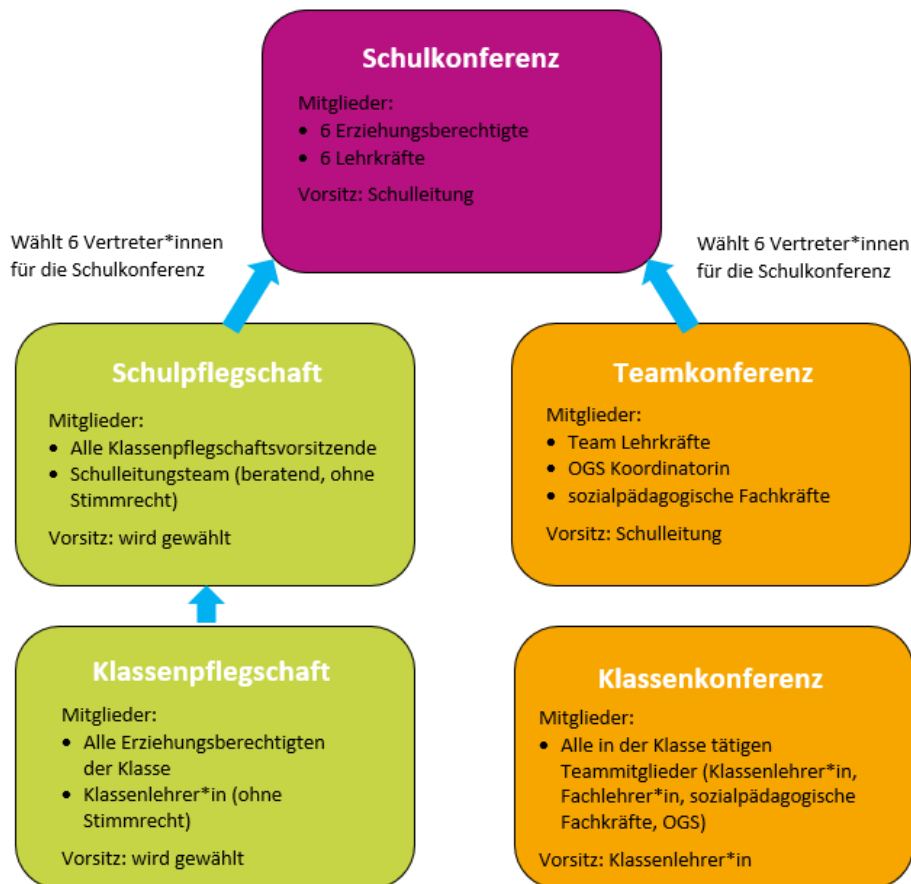 Schulkonferenz
Mitglieder:
• 6 Erziehungsberechtigte
• 6 Lehrkräfte
Vorsitz: Schulleitung
Wählt 6 Vertreter*innen
für die Schulkonferenz
Wählt 6 Vertreter*innen
für die Schulkonferenz
Schulpflegschaft
Mitglieder:
• Alle Klassenpflegschaftsvorsitzende
• Schulleitungsteam (beratend, ohne
Stimmrecht)
Vorsitz: wird gewählt
Teamkonferenz
Mitglieder:
• Team Lehrkräfte
• OGS Koordinatorin
• sozialpädagogische Fachkräfte
Vorsitz: Schulleitung
Klassenpflegschaft
Mitglieder:
• Alle Erziehungsberechtigten
der Klasse
• Klassenlehrer*in (ohne
Stimmrecht)
Vorsitz: wird gewählt
Klassenkonferenz
Mitglieder:
• Alle in der Klasse tätigen
Teammitglieder (Klassenlehrer*in,
Fachlehrer*in, sozialpädagogische
Fachkräfte, OGS)
Vorsitz: Klassenlehrer*in